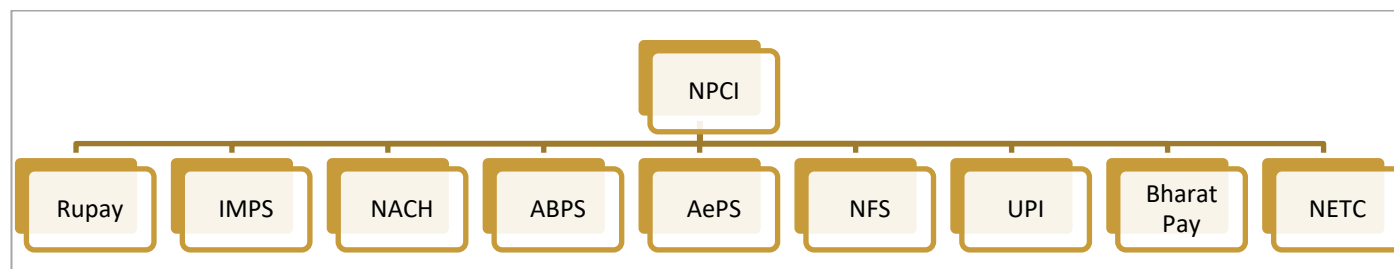 NPCI
Rupay
IMPS
NACH
ABPS
AePS
NFS
UPI
Bharat
Pay
NETC